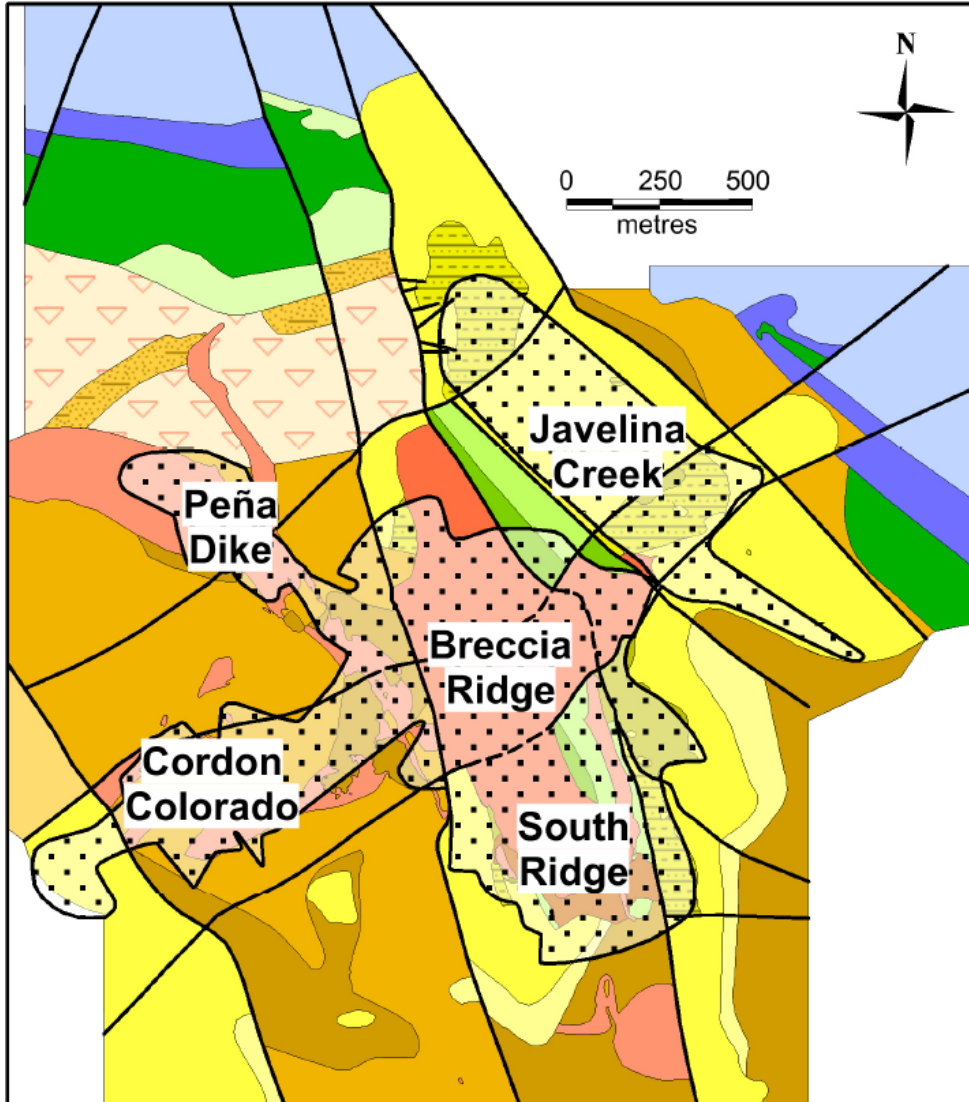 N
0 250 500
metres
Javelina
Creek
Peña
Dike
Breccia
Ridge
Cordon
Colorado
South
Ridge